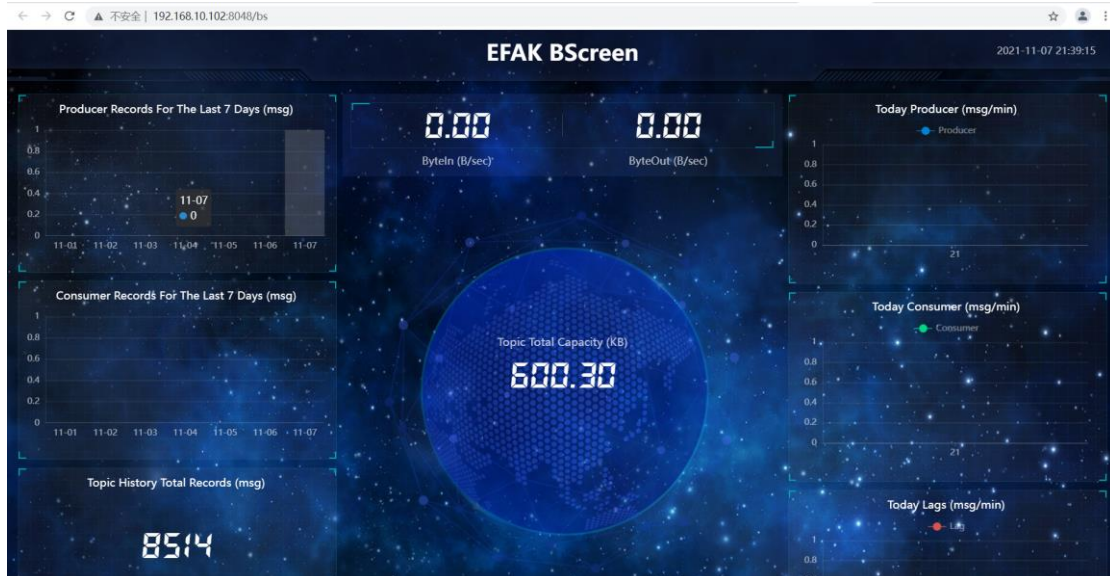 不安全 | 192.168.10.102:8048/bs
EFAK BScreen
2021-11-07 21:39:15
Producer Records For The Last 7 Days (msg)
1
0.8
0.6
0.4
0.2
0
11-07
0
11-01 11-02 11-03 11-04 11-05 11-06 11-07
Consumer Records For The Last 7 Days (msg)
1
0.8
0.6
0.4
0.2
0
11-01 11-02 11-03 11-04 11-05 11-06 11-07
Topic History Total Records (msg)
8514
0.00
0.00
ByteIn (B/sec)
ByteOut (B/sec)
Topic Total Capacity (KB)
600.30
Today Producer (msg/min)
Producer
1
0.8
0.6
0.4
0.2
0
21
Today Consumer (msg/min)
Consumer
1
0.8
0.6
0.4
0.2
0
21
Today Lags (msg/min)
Lag
1
0.8